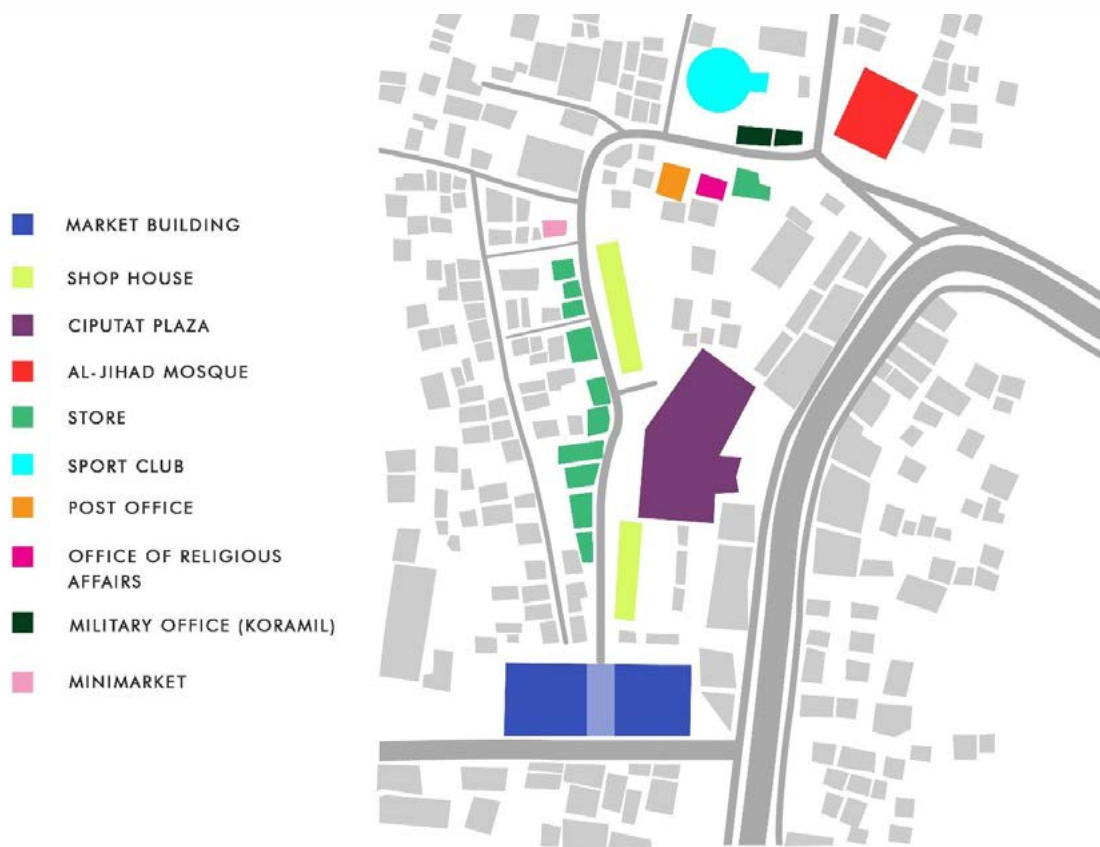 MARKET BUILDING
SHOP HOUSE
CIPUTAT PLAZA
AL-JIHAD MOSQUE
STORE
SPORT CLUB
POST OFFICE
OFFICE OF RELIGIOUS
AFFAIRS
MILITARY OFFICE (KORAMIL)
MINIMARKET